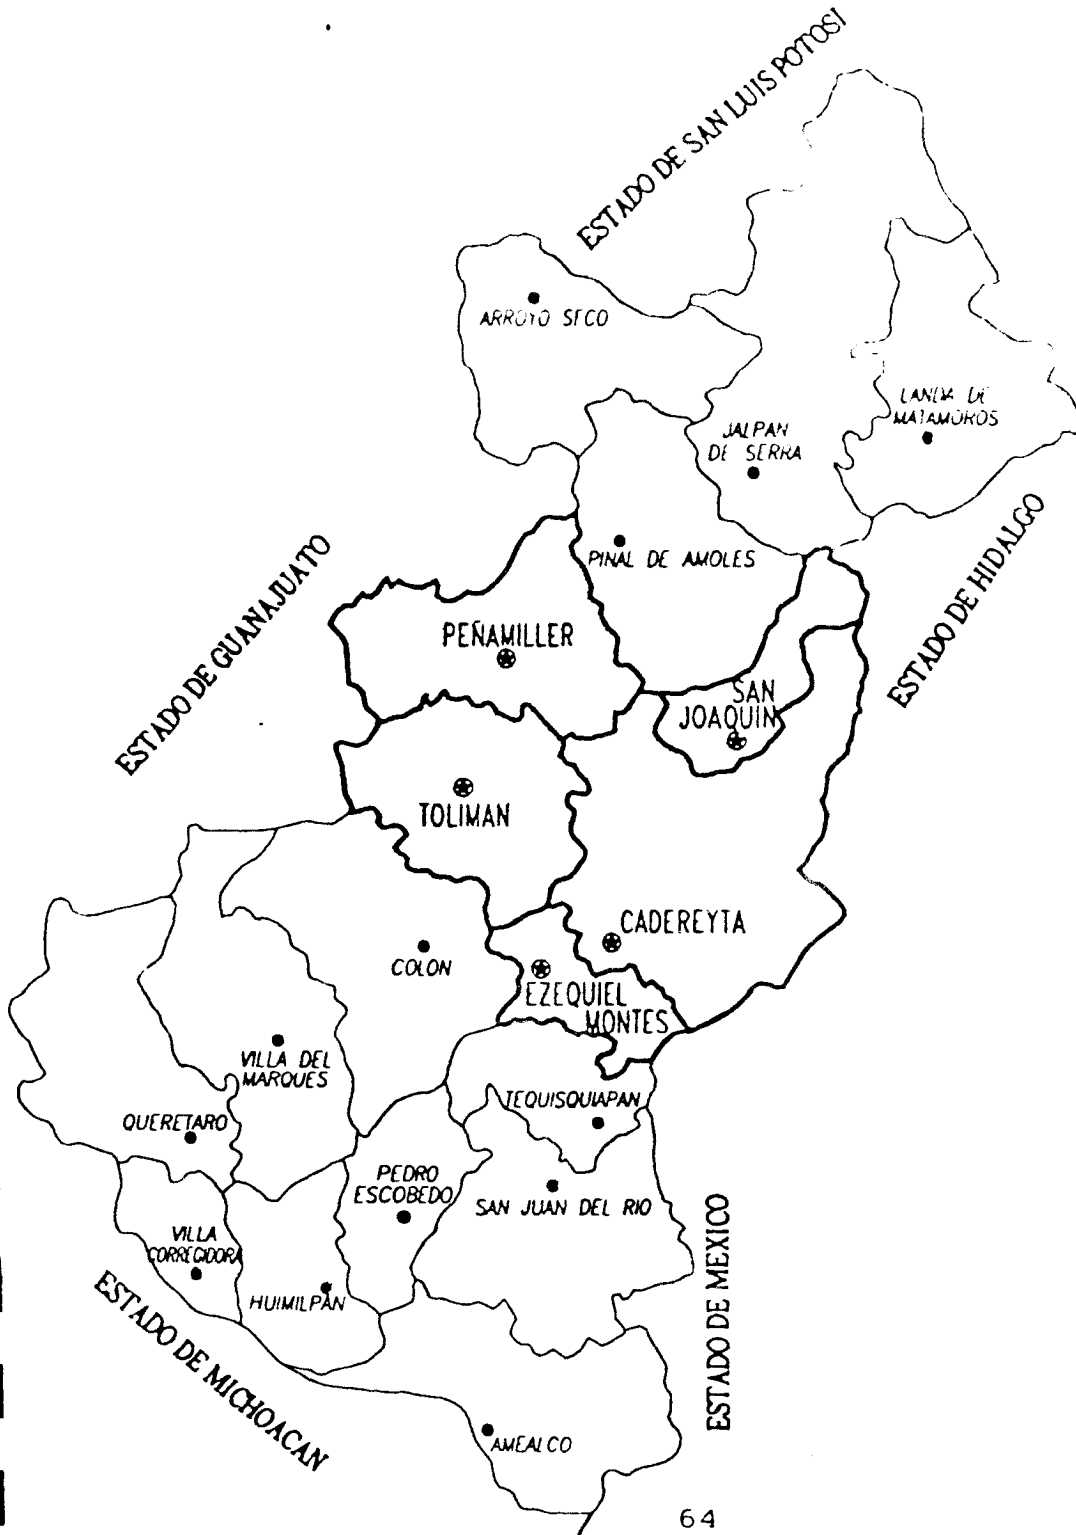 ESTADO DE SAN LUIS POTOSI
ARROYO SECO
LANDA DE
MATAMOROS
JALPAN
DE SERRA
ESTADO DE HIDALGO
PINAL DE AMOLES
ESTADO DE GUANAJUATO
PEÑAMILLER
SAN
JOAQUIN
TOLIMAN
CADEREYTA
COLON
EZEQUIEL
MONTES
VILLA DEL
MARQUES
TEQUISQUIAPAN
QUERETARO
PEDRO
ESCOBEDO
SAN JUAN DEL RIO
VILLA
CORREGIDORA
HUIMILPAN
ESTADO DE MEXICO
ESTADO DE MICHOACAN
AMEALCO
64